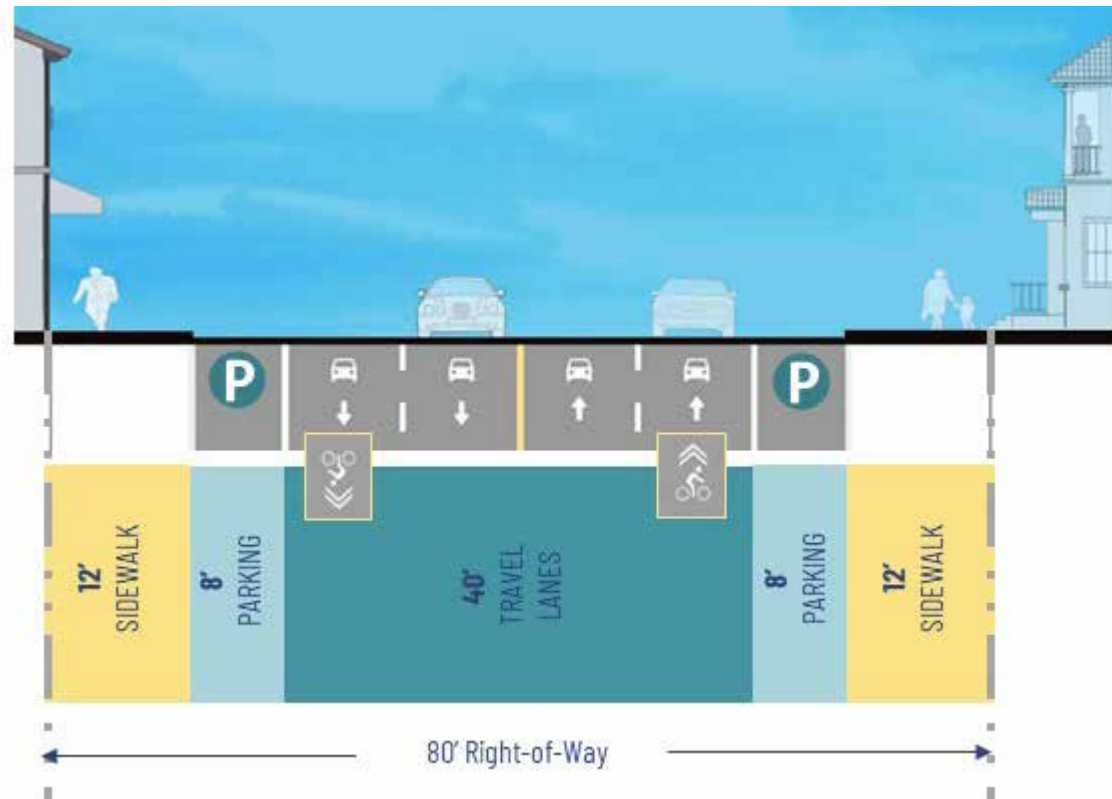 P
P
12'
SIDEWALK
8'
PARKING
40'
TRAVEL
LANES
8'
PARKING
12'
SIDEWALK
80' Right-of-Way